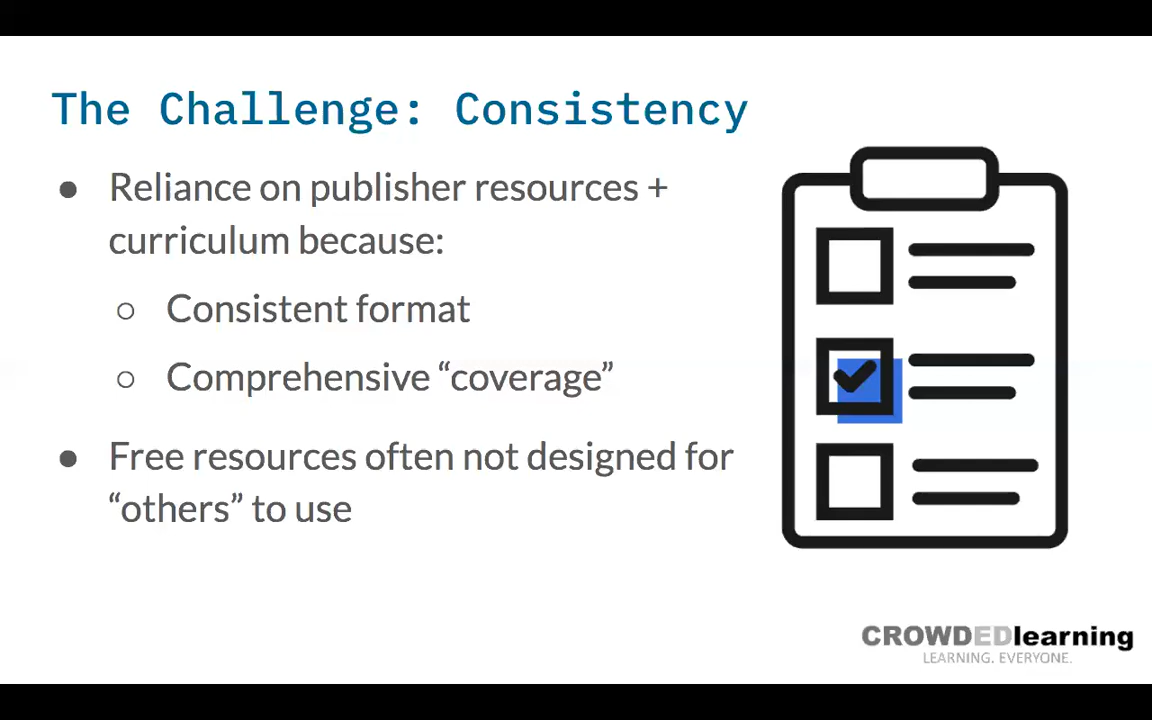 The Challenge: Consistency
● Reliance on publisher resources +
curriculum because:
○ Consistent format
○ Comprehensive “coverage”
● Free resources often not designed for
“others” to use
CROWDEDlearning
LEARNING. EVERYONE.